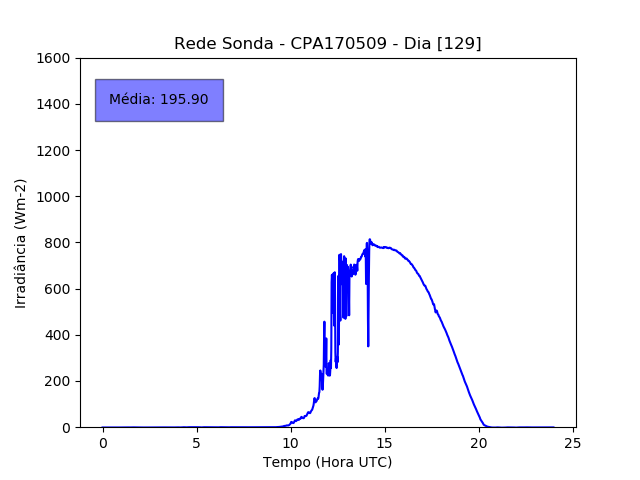 Rede Sonda - CPA170509 - Dia [129]
1600
1400
1200
1000
800
600
400
200
0
Média: 195.90
Irradiância (Wm-2)
0 5 10 15 20 25
Tempo (Hora UTC)